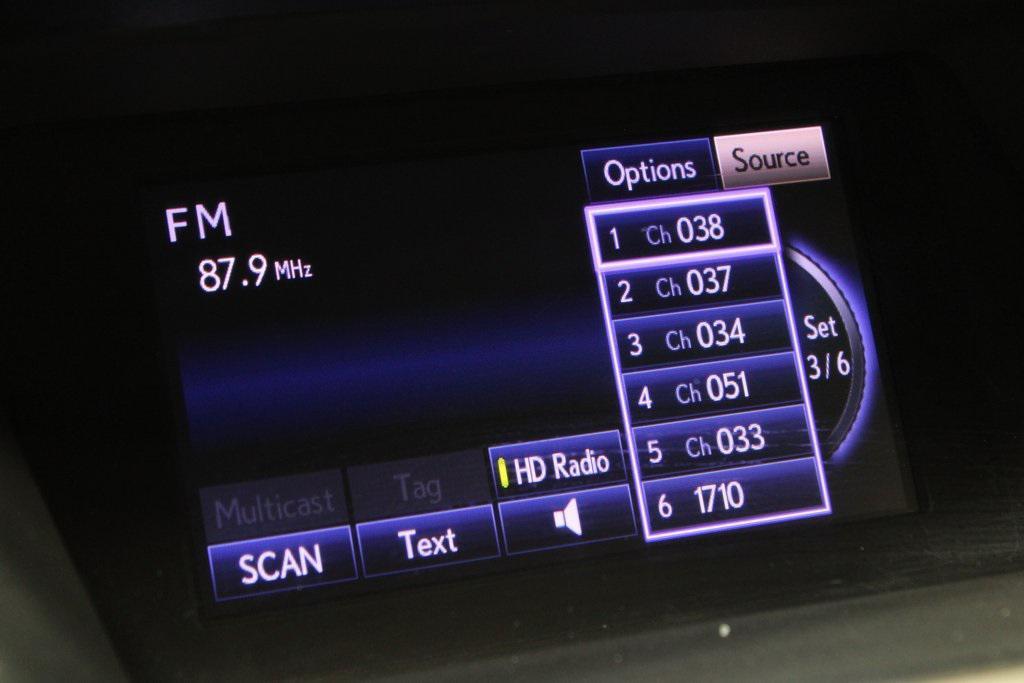 Options Source
FM
87.9 MHz
1 Ch 038
2 Ch 037
3 Ch 034
4 Ch 051
5 Ch 033
6 1710
Set
3/6
Multicast Tag HD Radio
SCAN Text